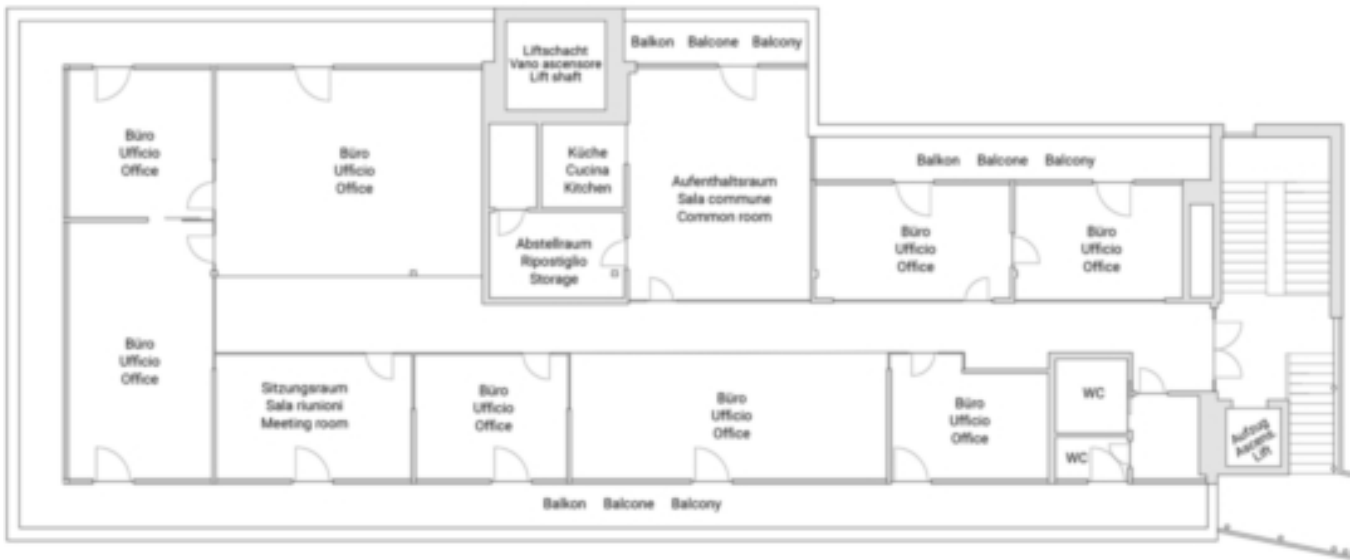 Liftschacht
Vano ascensore
Lift shaft
Balkon Balcone Balcony
Büro
Ufficio
Office
Büro
Ufficio
Office
Küche
Cucina
Kitchen
Aufenthaltsraum
Sala commune
Common room
Balkon Balcone Balcony
Abstellraum
Ripostiglio
Storage
Büro
Ufficio
Office
Büro
Ufficio
Office
Büro
Ufficio
Office
Sitzungsraum
Sala riunioni
Meeting room
Büro
Ufficio
Office
Büro
Ufficio
Office
Büro
Ufficio
Office
WC
WC
Aufzug
Ascens.
Lift
Balkon Balcone Balcony